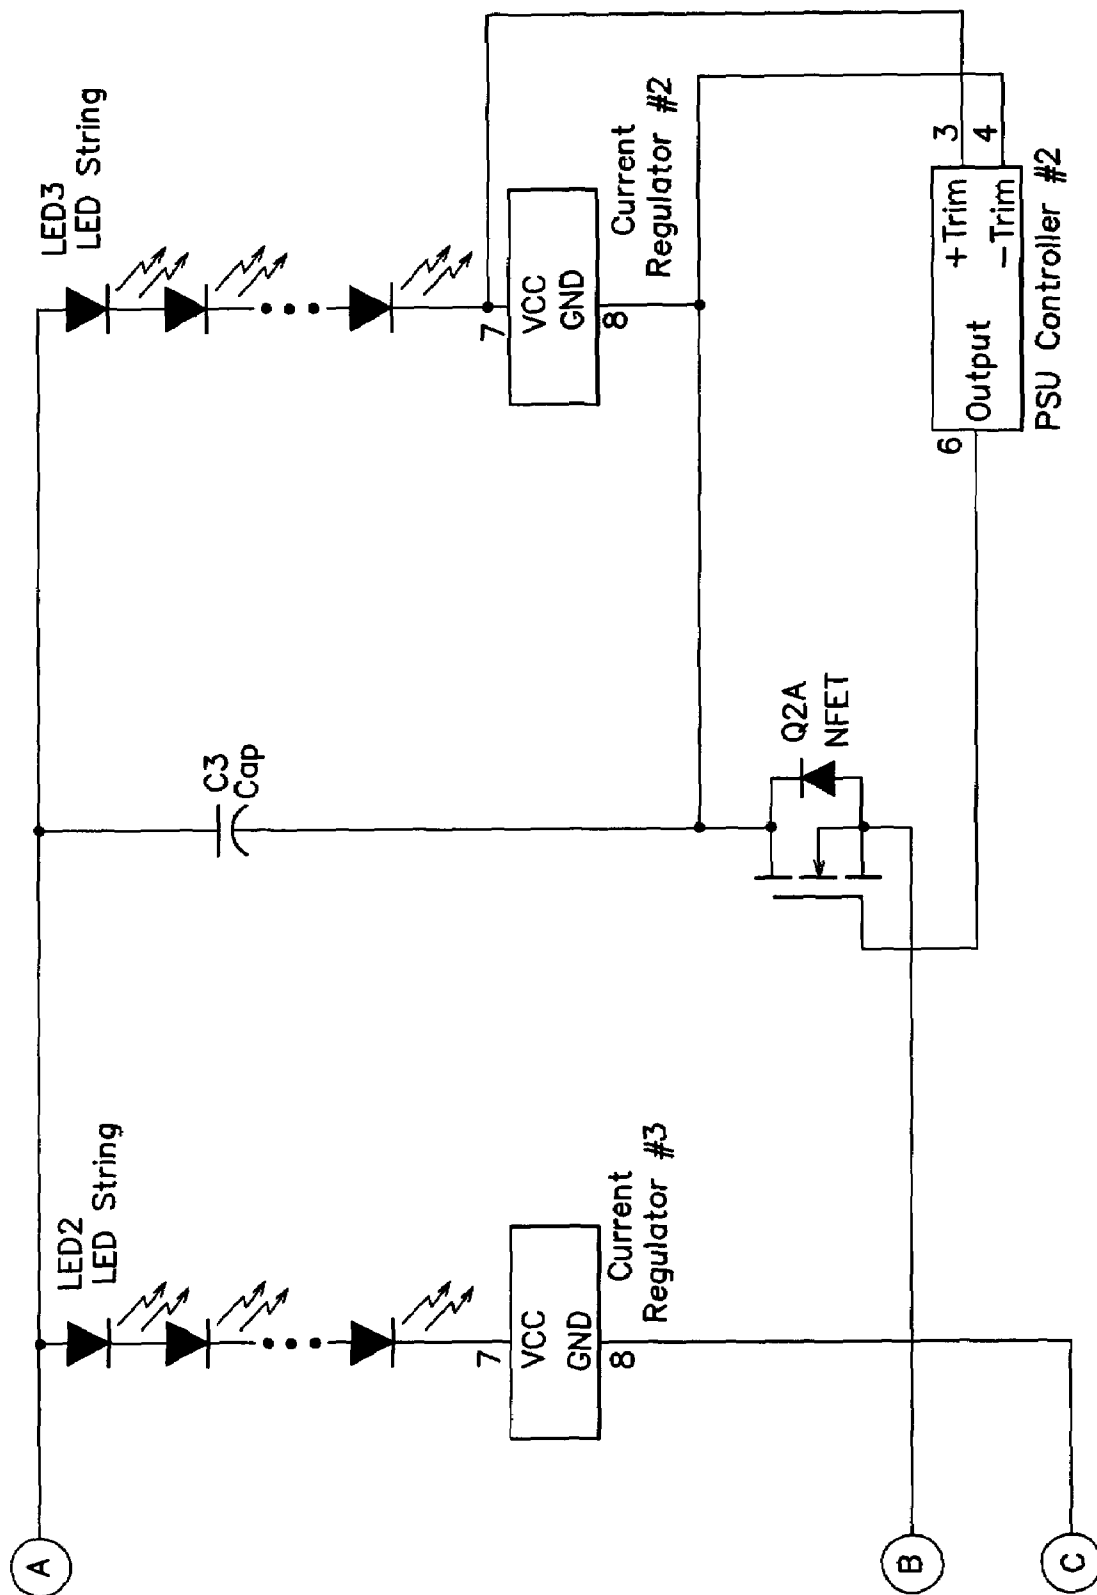 LED3
LED String
7
VCC
GND
8
Current
Regulator #2
3
4
+Trim
−Trim
Output
6
PSU Controller #2
C3
Cap
Q2A
NFET
LED2
LED String
7
VCC
GND
8
Current
Regulator #3
A
B
C